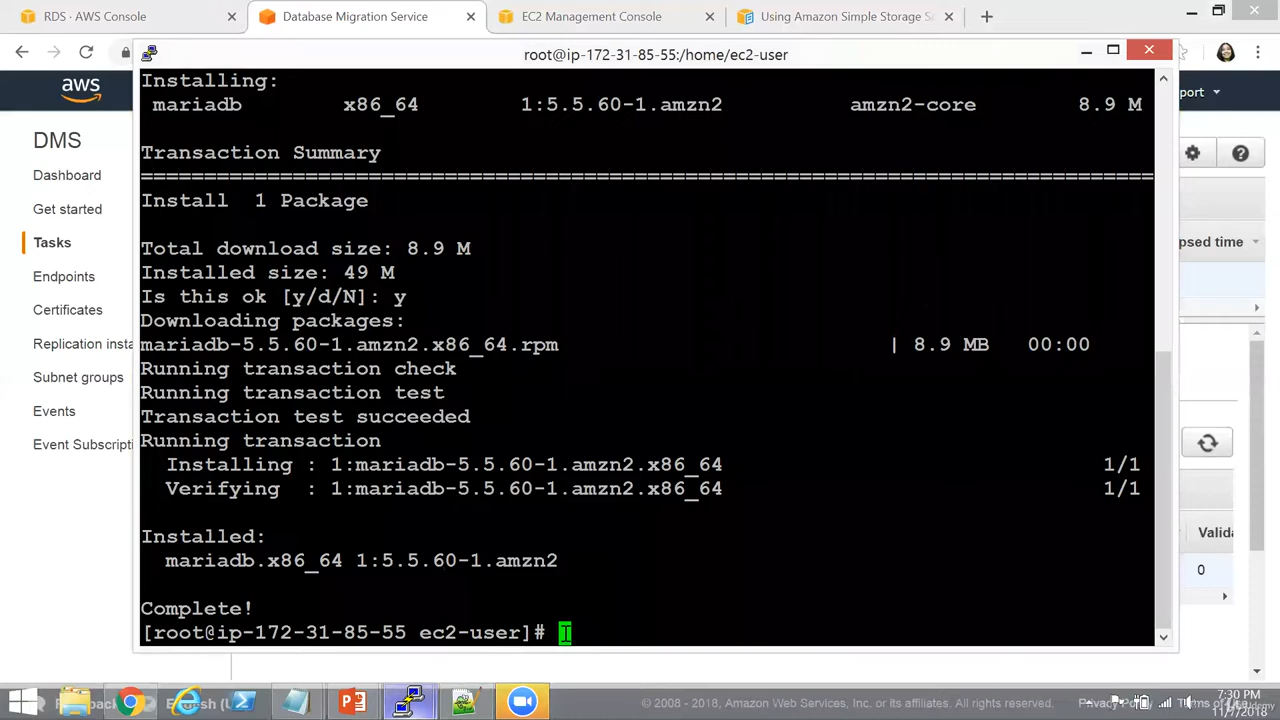 RDS · AWS Console
Database Migration Service
EC2 Management Console
Using Amazon Simple Storage S
root@ip-172-31-85-55:/home/ec2-user
aws
port
DMS
Dashboard
Get started
Tasks
Endpoints
Certificates
Replication insta
Subnet groups
Events
Event Subscripti
Installing:
mariadb x86_64 1:5.5.60-1.amzn2 amzn2-core 8.9 M
Transaction Summary
================================================================================
Install 1 Package
Total download size: 8.9 M
Installed size: 49 M
Is this ok [y/d/N]: y
Downloading packages:
mariadb-5.5.60-1.amzn2.x86_64.rpm | 8.9 MB 00:00
Running transaction check
Running transaction test
Transaction test succeeded
Running transaction
Installing : 1:mariadb-5.5.60-1.amzn2.x86_64 1/1
Verifying : 1:mariadb-5.5.60-1.amzn2.x86_64 1/1
Installed:
mariadb.x86_64 1:5.5.60-1.amzn2
Complete!
[root@ip-172-31-85-55 ec2-user]#
psed time
Valida
0
© 2008 - 2018, Amazon Web Services, Inc. or its affiliates. All rights reserved.
7:30 PM
11/7/2018